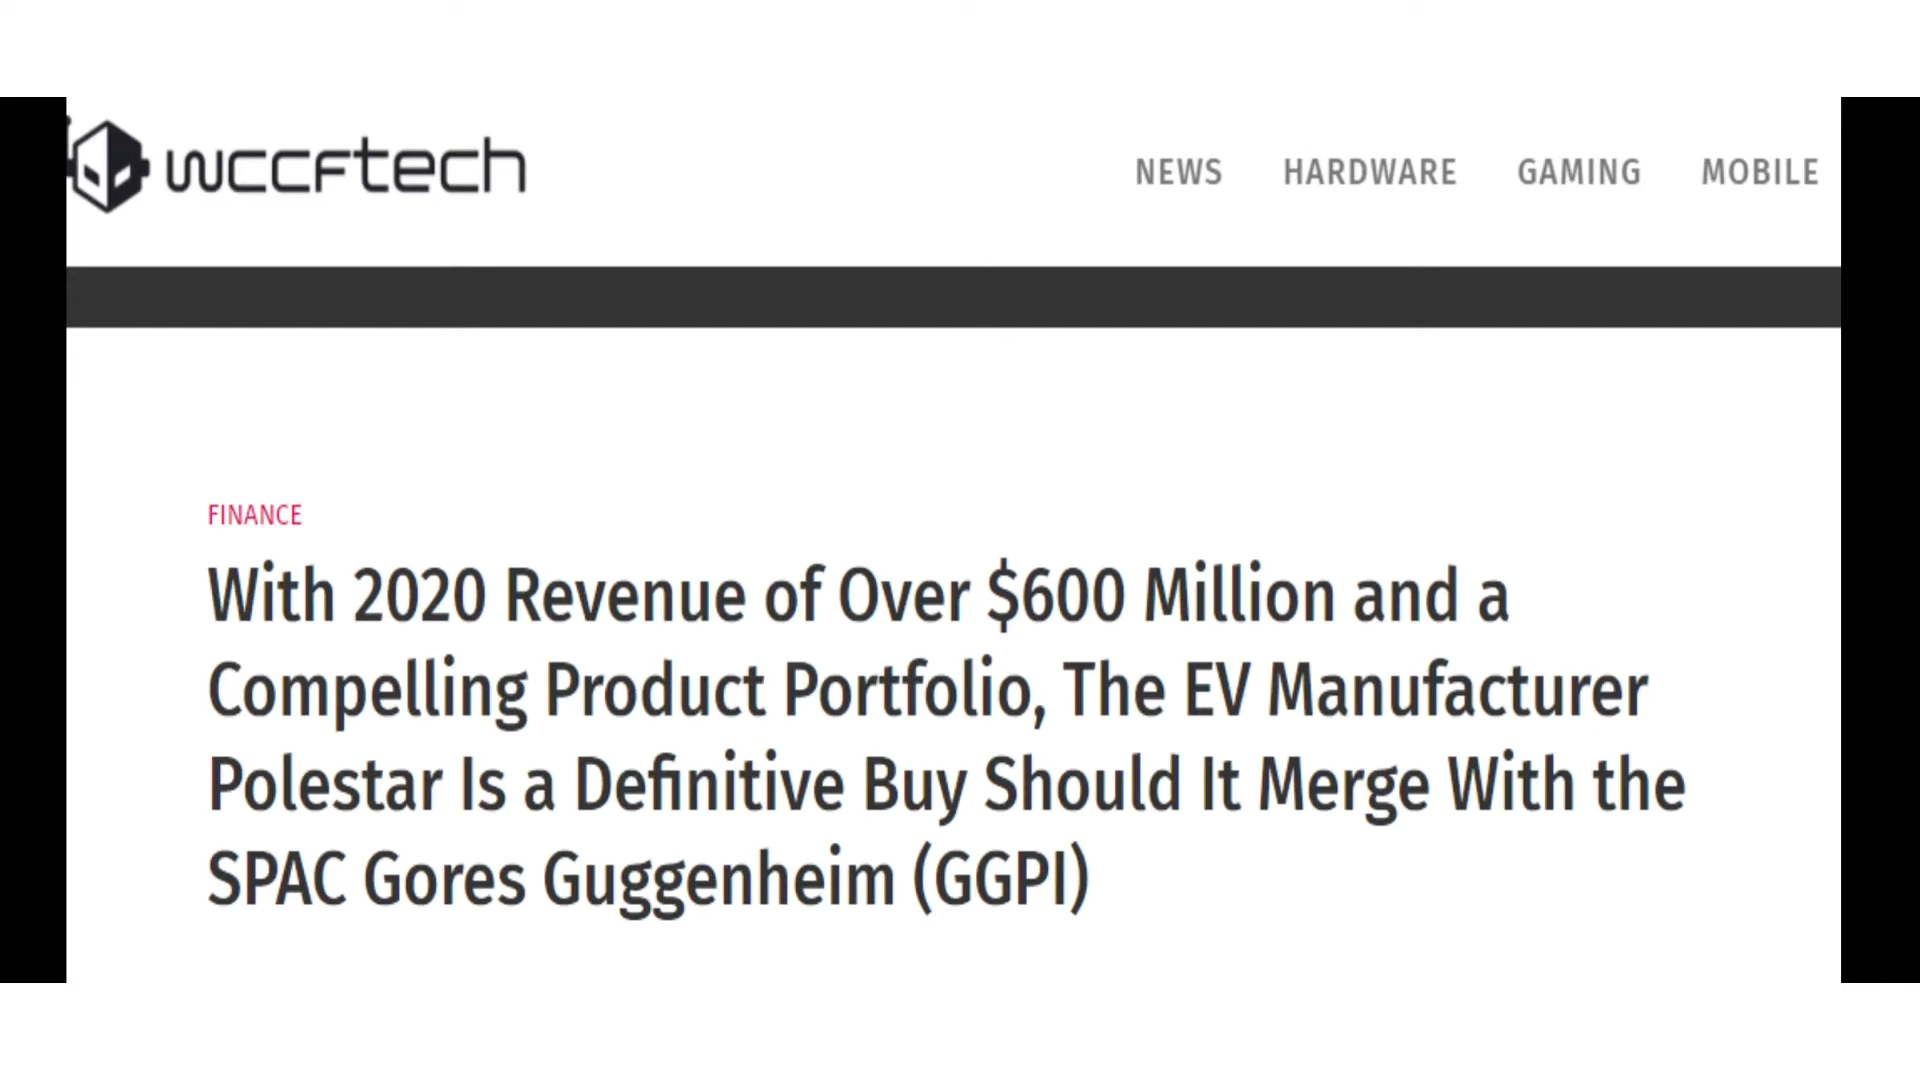 wccftech
NEWS HARDWARE GAMING MOBILE
FINANCE
With 2020 Revenue of Over $600 Million and a
Compelling Product Portfolio, The EV Manufacturer
Polestar Is a Definitive Buy Should It Merge With the
SPAC Gores Guggenheim (GGPI)